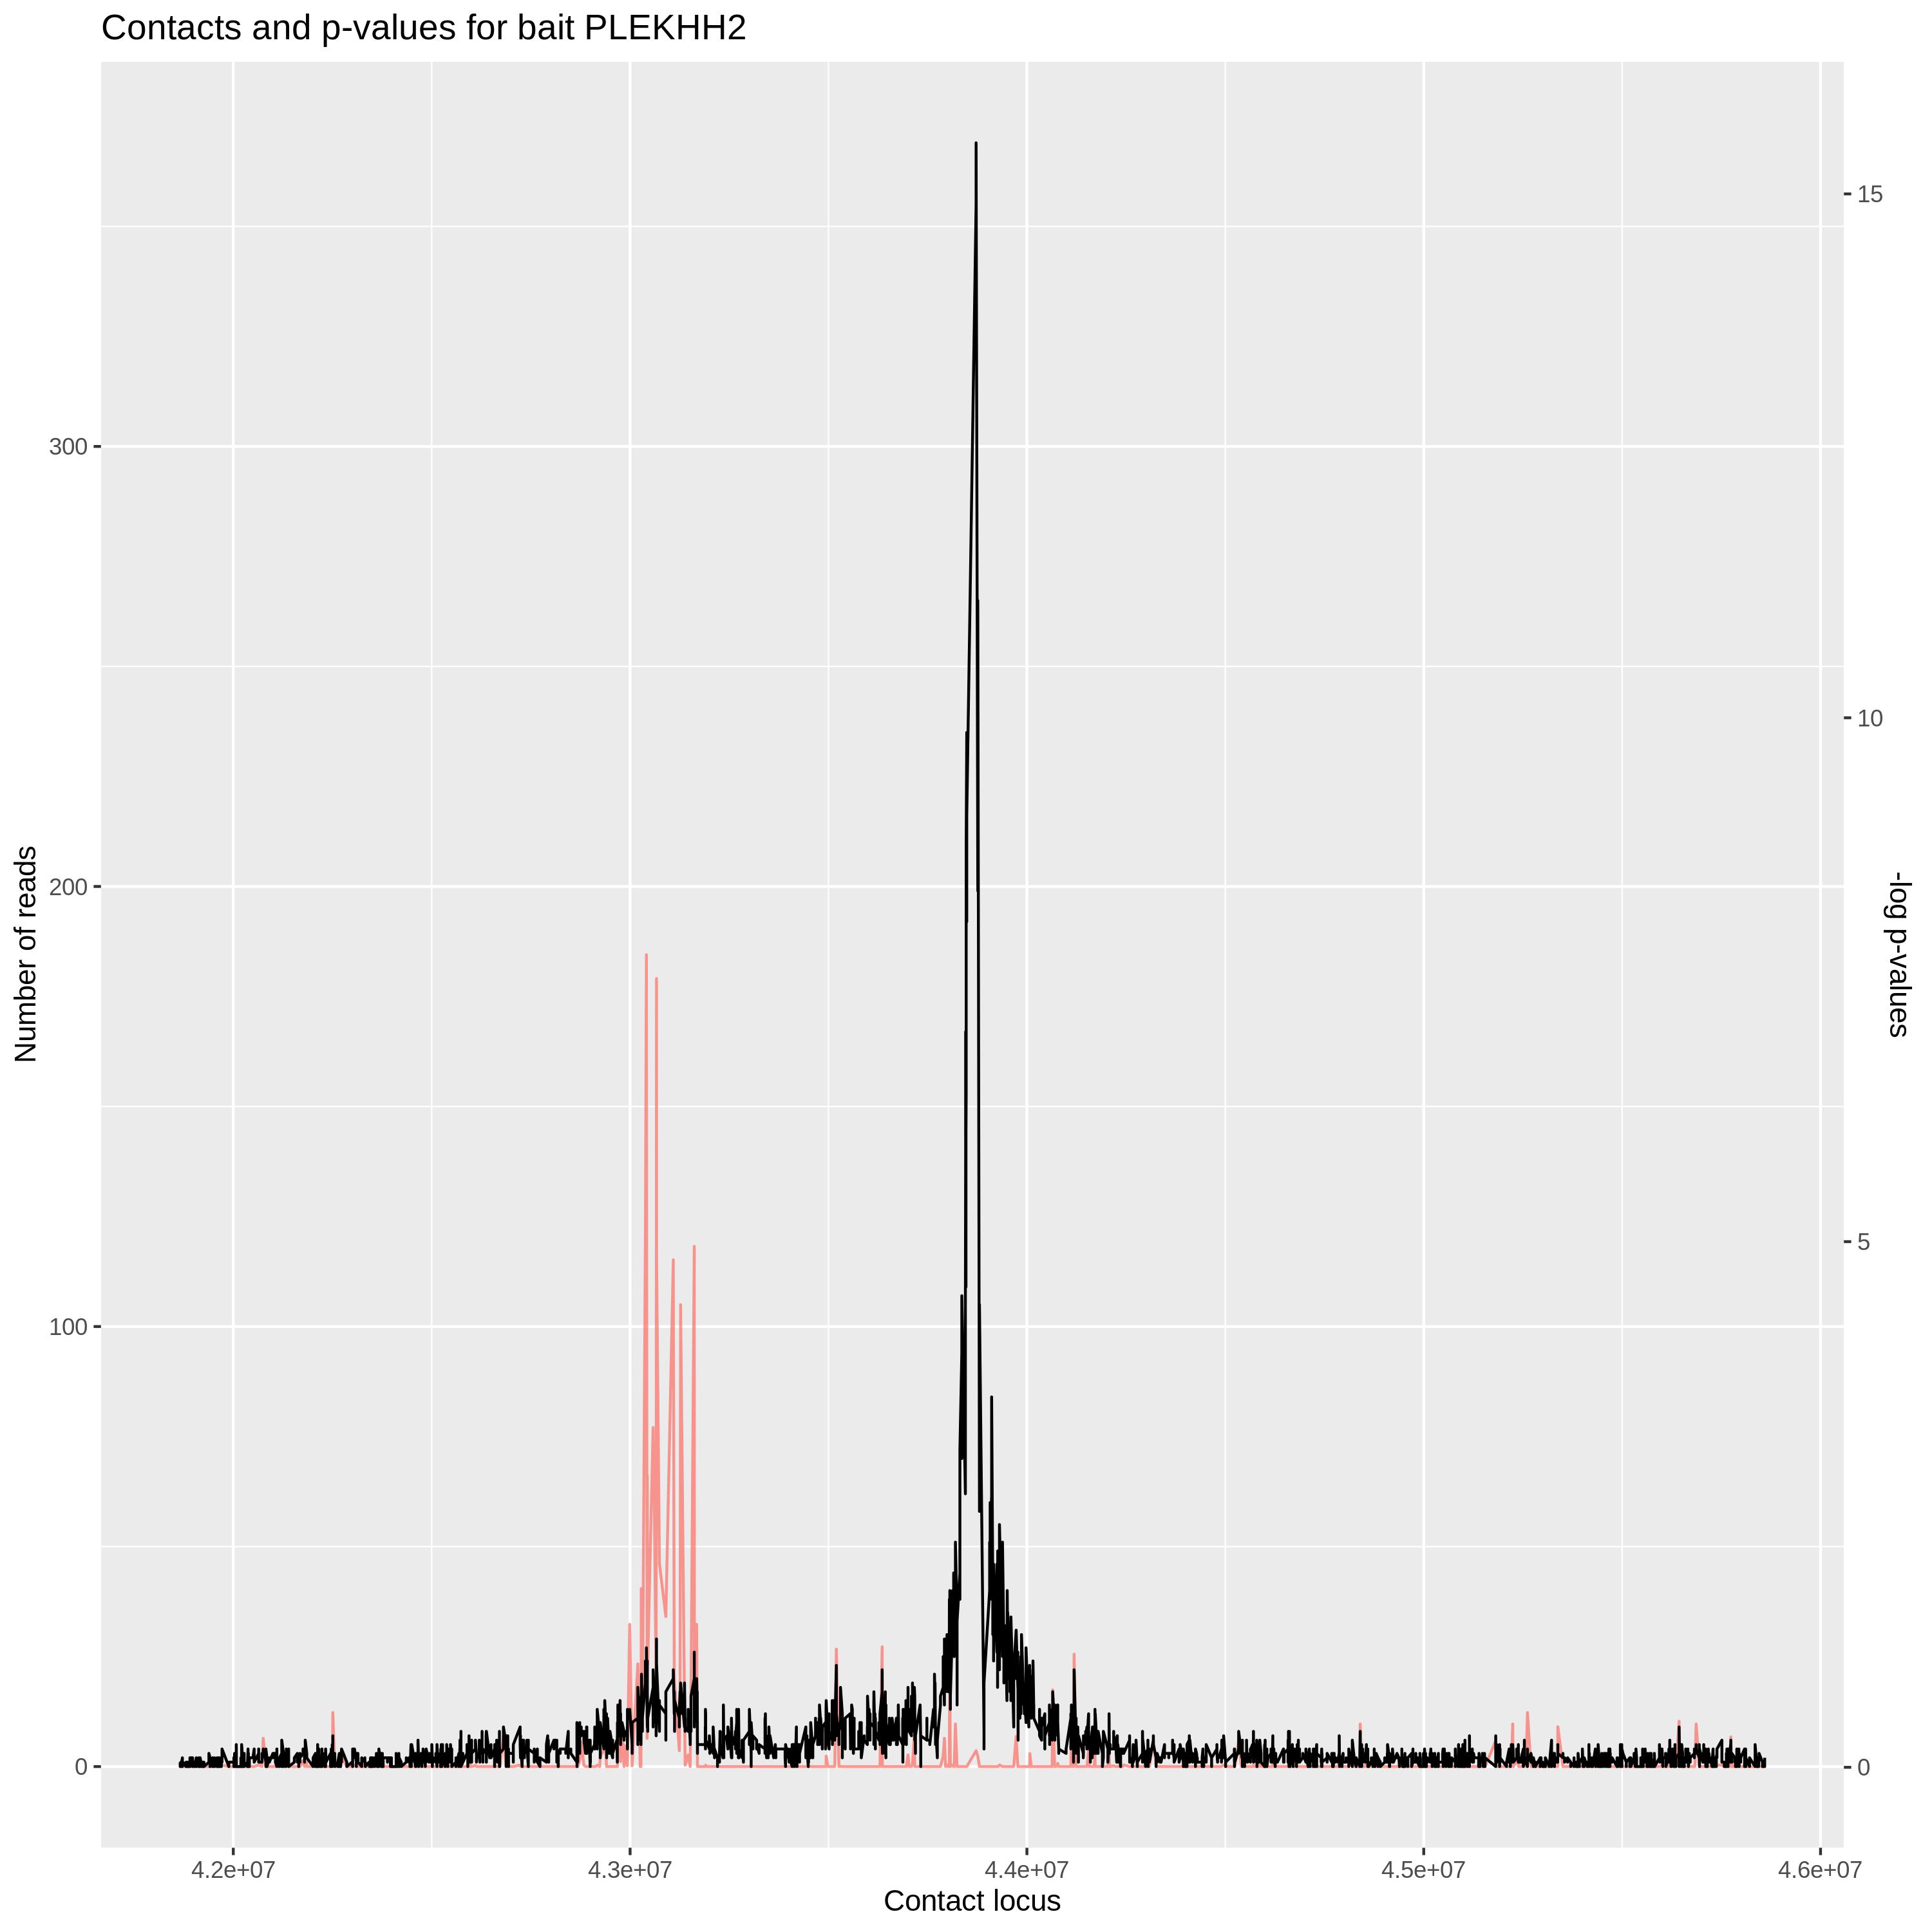 Contacts and p-values for bait PLEKHH2
Number of reads
300
200
100
0
15
10
5
0
-log p-values
4.2e+07 4.3e+07 4.4e+07 4.5e+07 4.6e+07
Contact locus